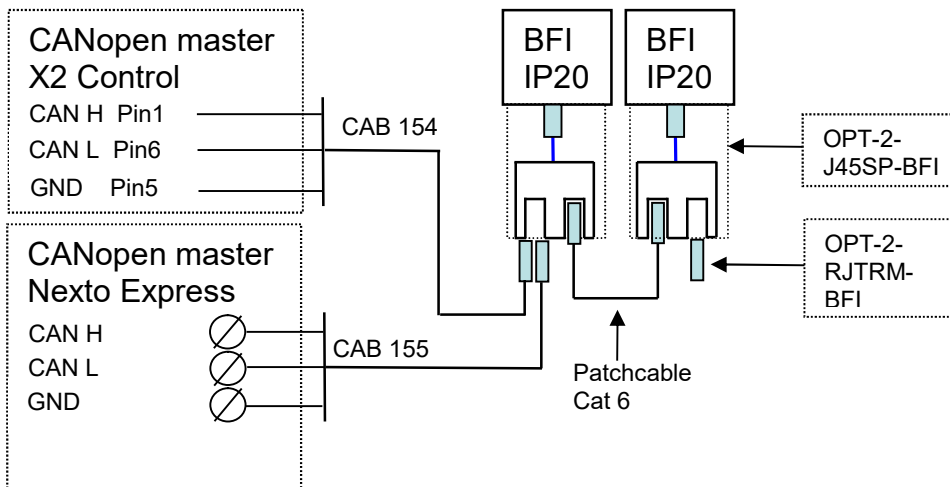 CANopen master
X2 Control
CAN H Pin1
CAN L Pin6
GND Pin5
CAB 154
CANopen master
Nexto Express
CAN H
CAN L
GND
CAB 155
BFI
IP20
BFI
IP20
OPT-2-
J45SP-BFI
OPT-2-
RJTRM-
BFI
Patchcable
Cat 6